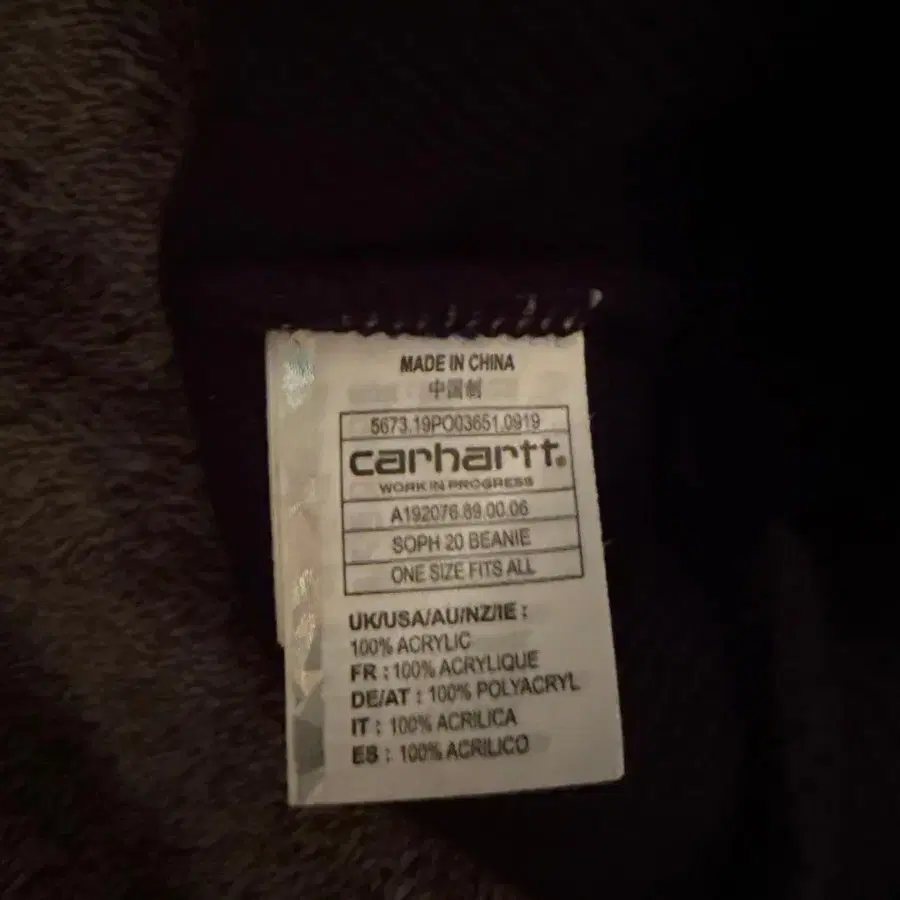 MADE IN CHINA
中国制
5673.19PO03651.0919
carhartt®
WORK IN PROGRESS
A192076.89.00.06
SOPH 20 BEANIE
ONE SIZE FITS ALL
UK/USA/AU/NZ/IE :
100% ACRYLIC
FR : 100% ACRYLIQUE
DE/AT : 100% POLYACRYL
IT : 100% ACRILICA
ES : 100% ACRILICO